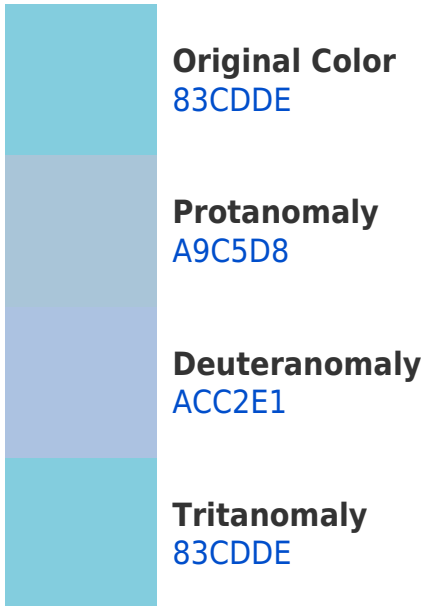 Original Color
83CDDE
Protanomaly
A9C5D8
Deuteranomaly
ACC2E1
Tritanomaly
83CDDE